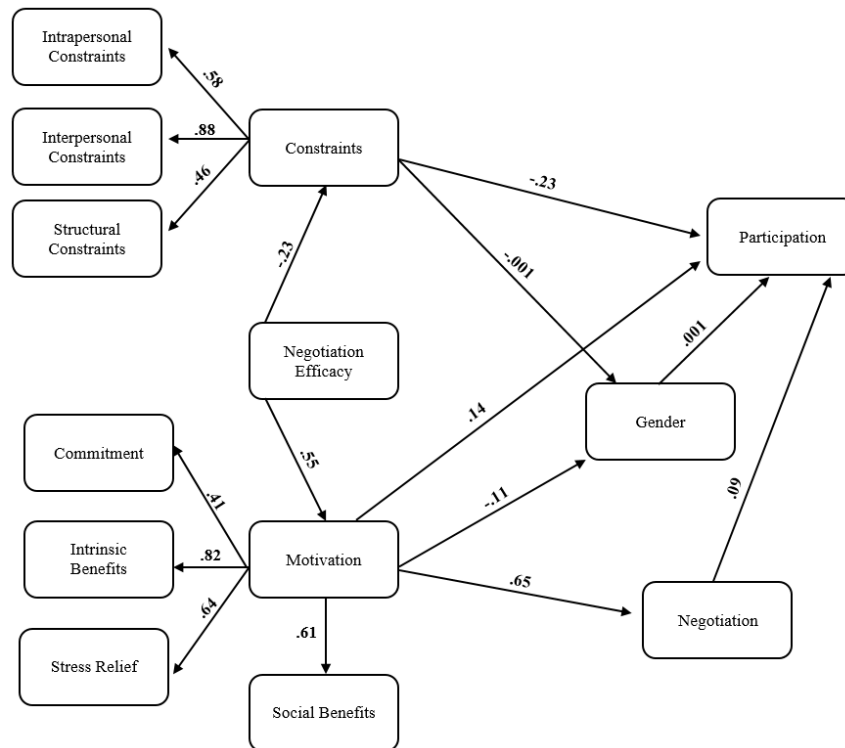 Intrapersonal
Constraints
.58
Interpersonal
Constraints
.88
Constraints
.46
Structural
Constraints
-.23
Participation
-.23
-.001
.001
Negotiation
Efficacy
.14
Gender
Commitment
.55
.41
-.11
.09
Intrinsic
Benefits
.82
Motivation
.65
.64
Negotiation
.61
Stress Relief
Social Benefits